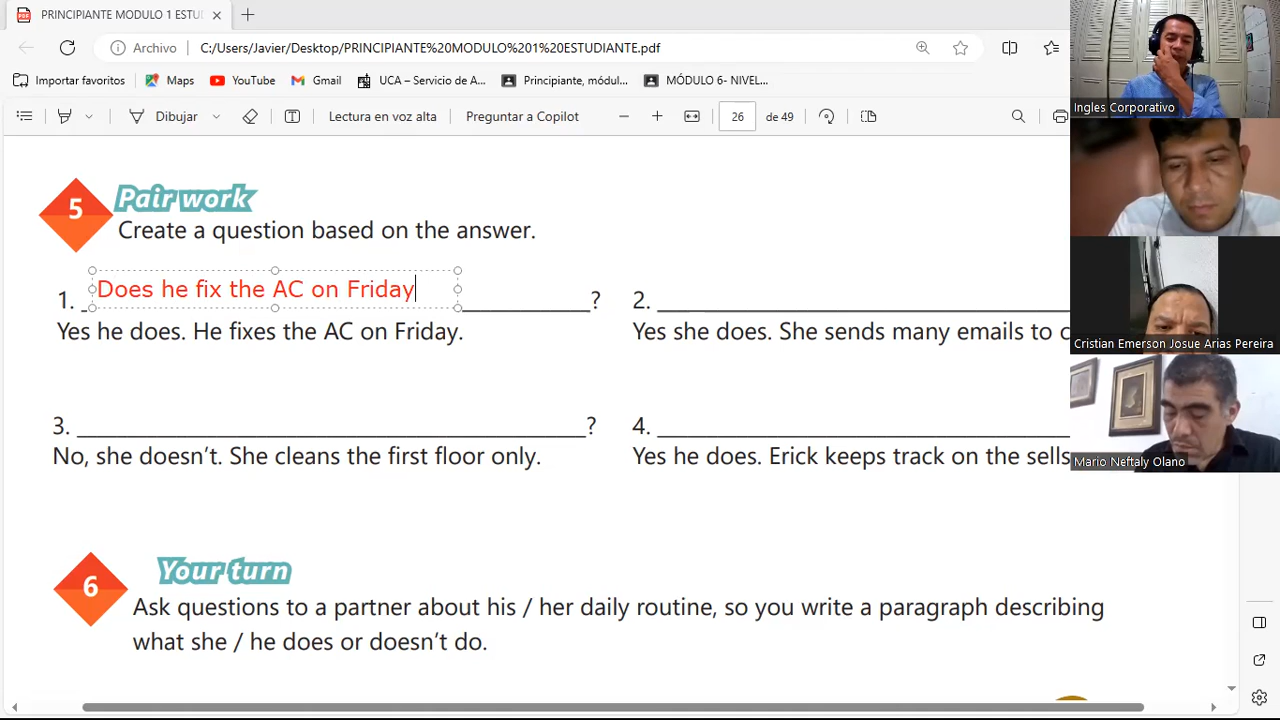 PRINCIPIANTE MODULO 1 ESTU
Archivo
C:/Users/Javier/Desktop/PRINCIPIANTE%20MODULO%201%20ESTUDIANTE.pdf
Importar favoritos
Maps
YouTube
Gmail
UCA – Servicio de A...
Principiante, módul...
MÓDULO 6- NIVEL...
Dibujar
Lectura en voz alta
Preguntar a Copilot
26
de 49
Ingles Corporativo
Cristian Emerson Josue Arias Pereira
Mario Neftaly Olano
5
Pair work
Create a question based on the answer.
1. Does he fix the AC on Friday ?
Yes he does. He fixes the AC on Friday.
2.
Yes she does. She sends many emails to c
3. ?
No, she doesn't. She cleans the first floor only.
4.
Yes he does. Erick keeps track on the sells
6
Your turn
Ask questions to a partner about his / her daily routine, so you write a paragraph describing
what she / he does or doesn't do.